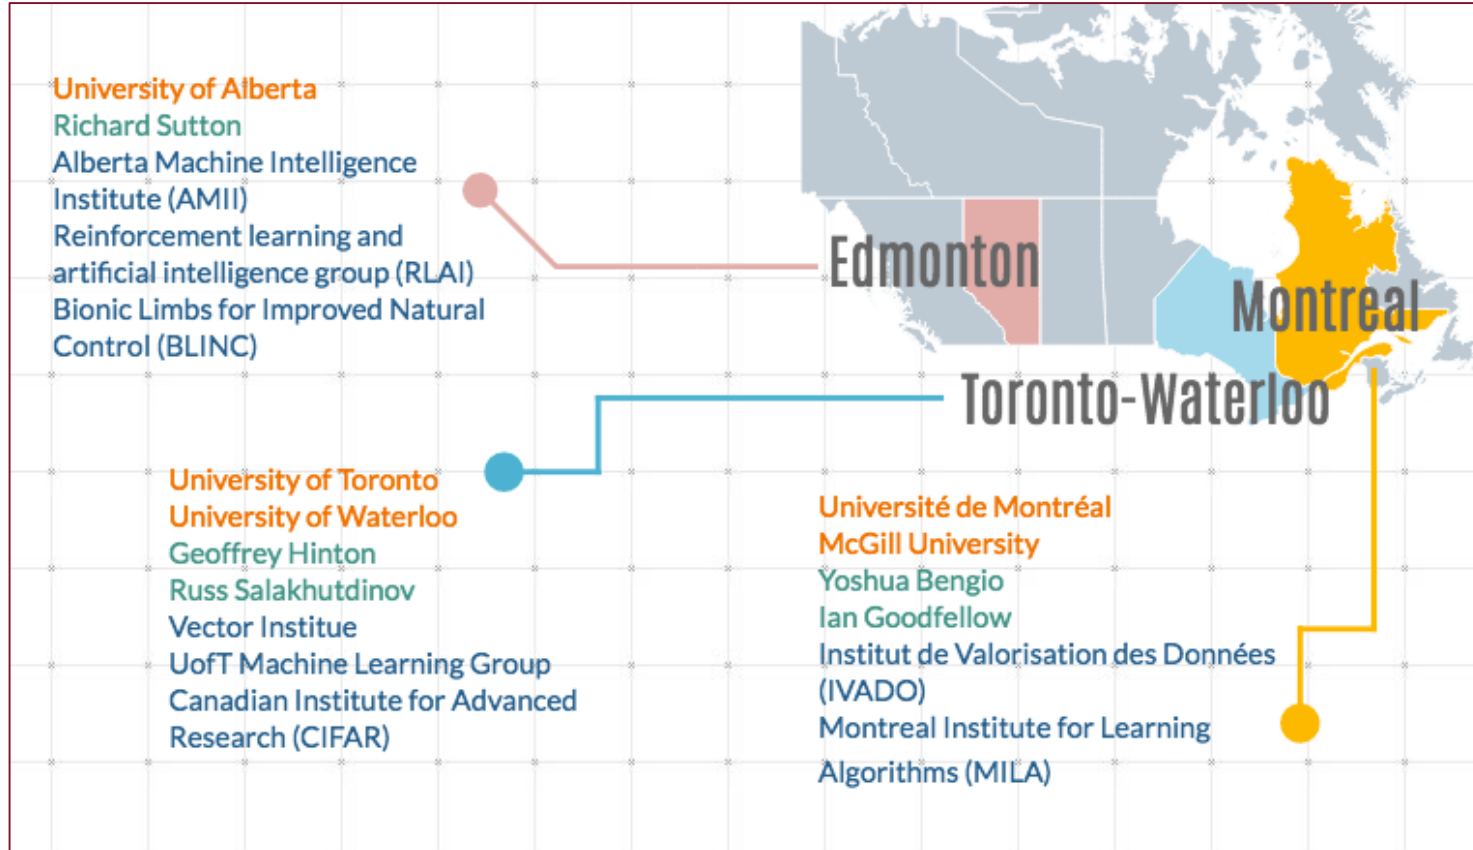 University of Alberta
Richard Sutton
Alberta Machine Intelligence
Institute (AMII)
Reinforcement learning and
artificial intelligence group (RLAI)
Bionic Limbs for Improved Natural
Control (BLINC)
Edmonton
Montreal
Toronto-Waterloo
University of Toronto
University of Waterloo
Geoffrey Hinton
Russ Salakhutdinov
Vector Institue
UofT Machine Learning Group
Canadian Institute for Advanced
Research (CIFAR)
Université de Montréal
McGill University
Yoshua Bengio
Ian Goodfellow
Institut de Valorisation des Données
(IVADO)
Montreal Institute for Learning
Algorithms (MILA)